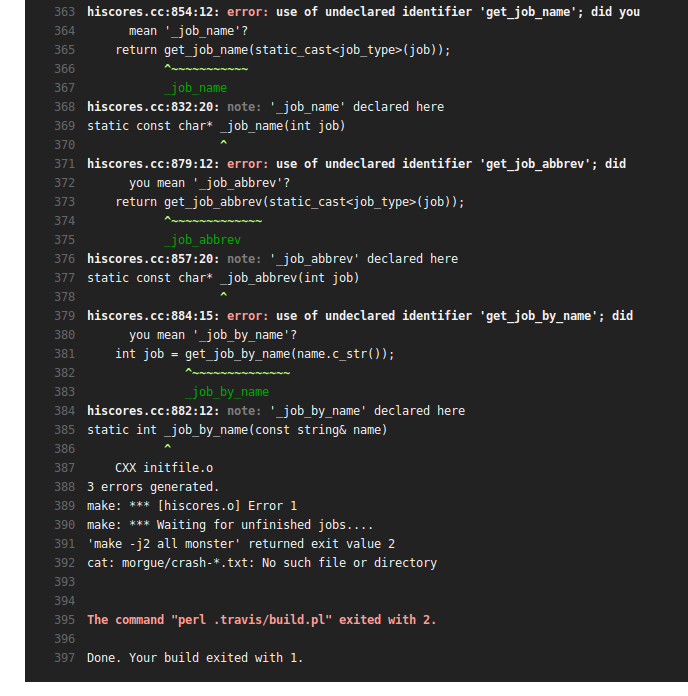 363 hiscores.cc:854:12: error: use of undeclared identifier 'get_job_name'; did you
364       mean '_job_name'?
365     return get_job_name(static_cast<job_type>(job));
366            ^~~~~~~~~~~~
367            _job_name
368 hiscores.cc:832:20: note: '_job_name' declared here
369 static const char* _job_name(int job)
370                    ^
371 hiscores.cc:879:12: error: use of undeclared identifier 'get_job_abbrev'; did
372       you mean '_job_abbrev'?
373     return get_job_abbrev(static_cast<job_type>(job));
374            ^~~~~~~~~~~~~~
375            _job_abbrev
376 hiscores.cc:857:20: note: '_job_abbrev' declared here
377 static const char* _job_abbrev(int job)
378                    ^
379 hiscores.cc:884:15: error: use of undeclared identifier 'get_job_by_name'; did
380       you mean '_job_by_name'?
381     int job = get_job_by_name(name.c_str());
382               ^~~~~~~~~~~~~~~
383               _job_by_name
384 hiscores.cc:882:12: note: '_job_by_name' declared here
385 static int _job_by_name(const string& name)
386            ^
387     CXX initfile.o
388 3 errors generated.
389 make: *** [hiscores.o] Error 1
390 make: *** Waiting for unfinished jobs....
391 'make -j2 all monster' returned exit value 2
392 cat: morgue/crash-*.txt: No such file or directory
393
394
395 The command "perl .travis/build.pl" exited with 2.
396
397 Done. Your build exited with 1.